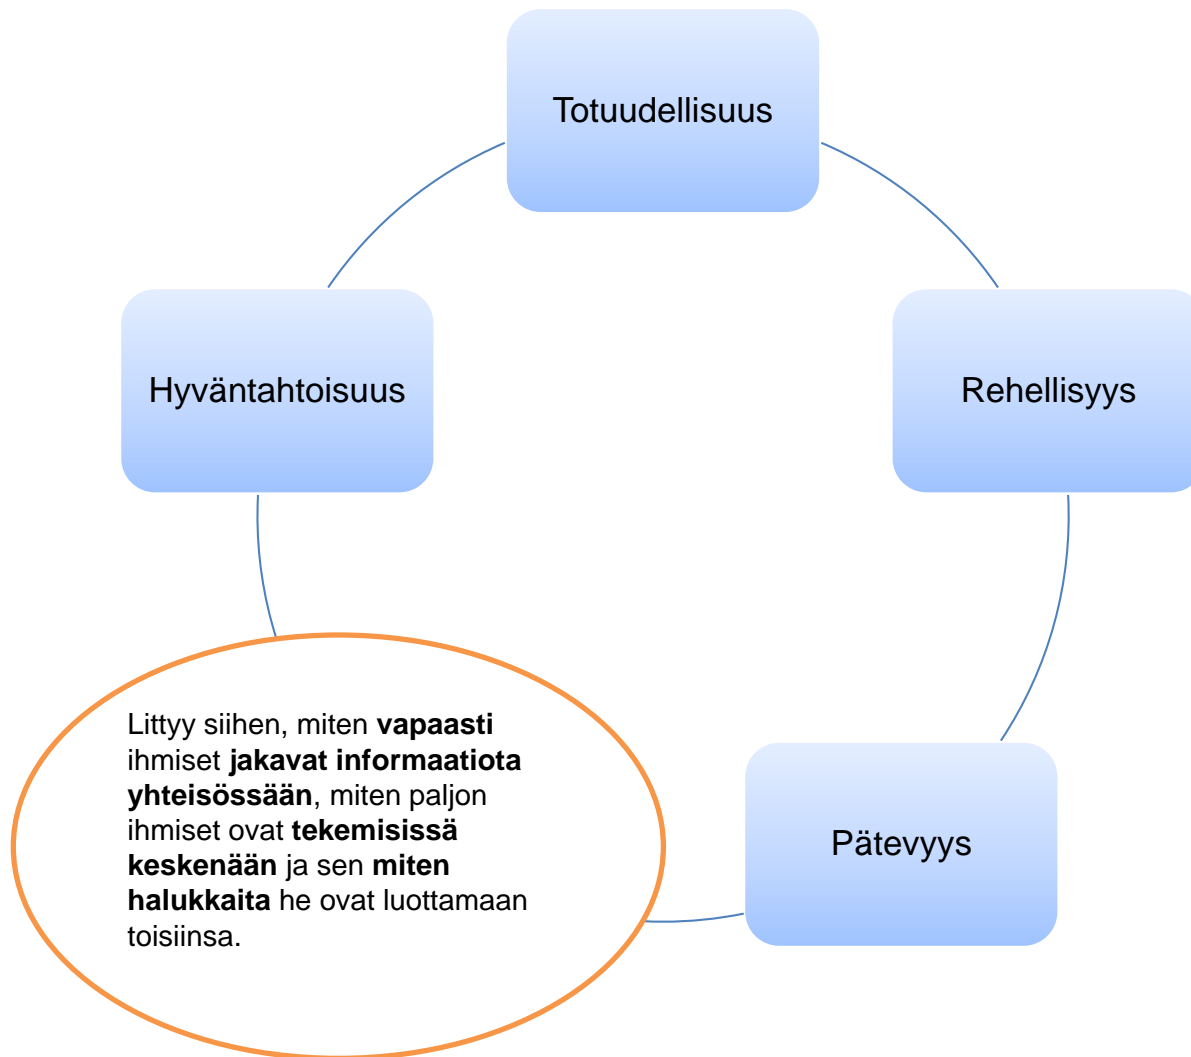 Totuudellisuus
Hyväntahtoisuus
Rehellisyys
Littyy siihen, miten vapaasti
ihmiset jakavat informaatiota
yhteisössään, miten paljon
ihmiset ovat tekemisissä
keskenään ja sen miten
halukkaita he ovat luottamaan
toisiinsa.
Pätevyys